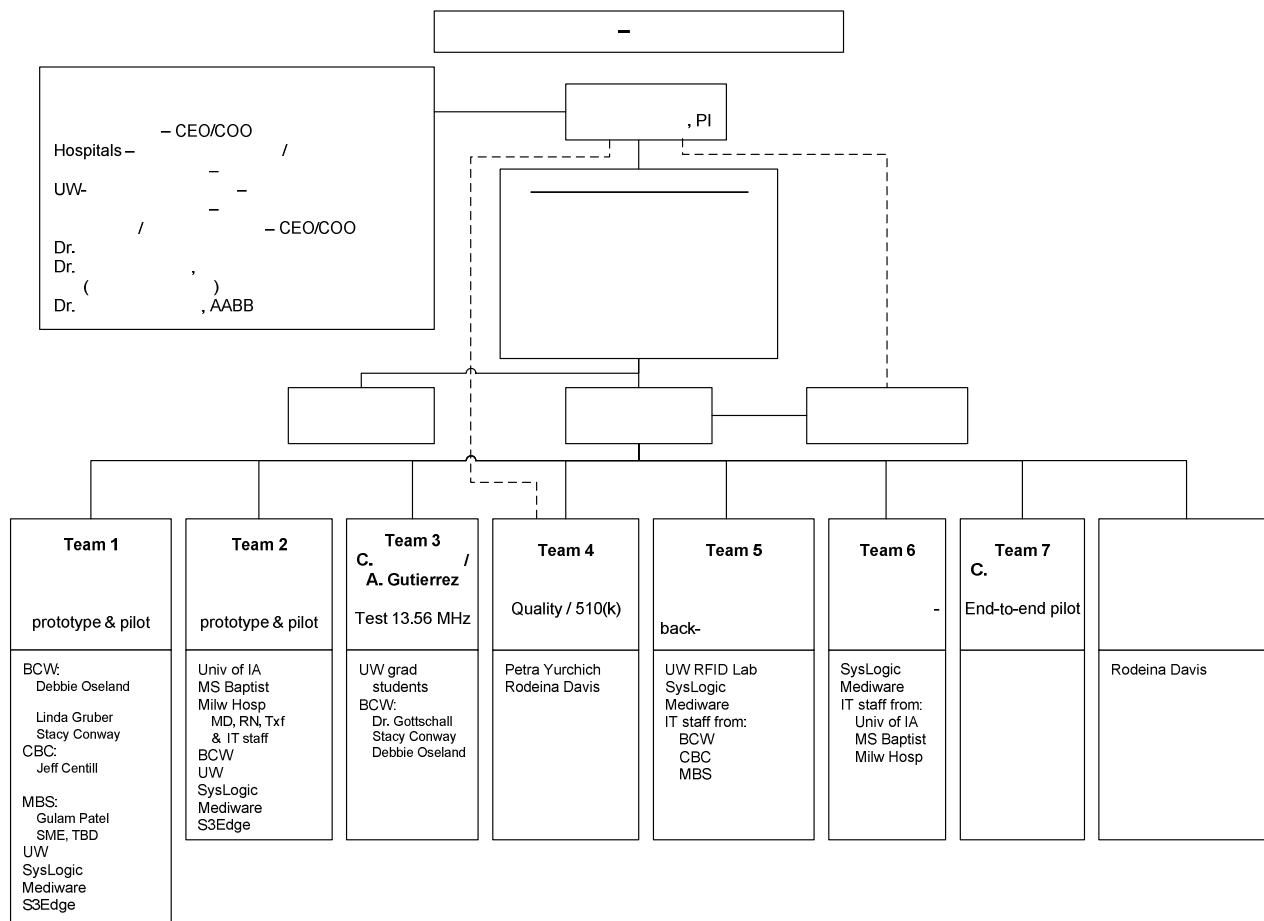 –
– CEO/COO
Hospitals – /
–
UW- –
–
/ – CEO/COO
Dr.
Dr. ,
( )
Dr. , AABB
, PI
Team 1
prototype & pilot
BCW:
Debbie Oseland
Linda Gruber
Stacy Conway
CBC:
Jeff Centill
MBS:
Gulam Patel
SME, TBD
UW
SysLogic
Mediware
S3Edge
Team 2
prototype & pilot
Univ of IA
MS Baptist
Milw Hosp
MD, RN, Txf
& IT staff
BCW
UW
SysLogic
Mediware
S3Edge
Team 3
C. /
A. Gutierrez
Test 13.56 MHz
UW grad
students
BCW:
Dr. Gottschall
Stacy Conway
Debbie Oseland
Team 4
Quality / 510(k)
Petra Yurchich
Rodeina Davis
Team 5
back-
UW RFID Lab
SysLogic
Mediware
IT staff from:
BCW
CBC
MBS
Team 6
-
SysLogic
Mediware
IT staff from:
Univ of IA
MS Baptist
Milw Hosp
Team 7
C.
End-to-end pilot
Rodeina Davis